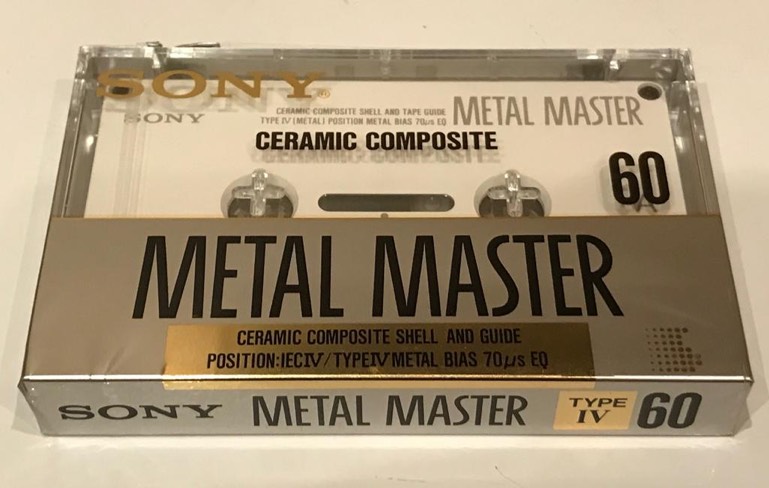 SONY®
SONY
CERAMIC COMPOSITE SHELL AND TAPE GUIDE
TYPE IV (METAL) POSITION METAL BIAS 70µs EQ
METAL MASTER
CERAMIC COMPOSITE
60
A
METAL MASTER
CERAMIC COMPOSITE SHELL AND GUIDE
POSITION:IECIV/TYPEIV METAL BIAS 70µs EQ
SONY METAL MASTER TYPE IV 60